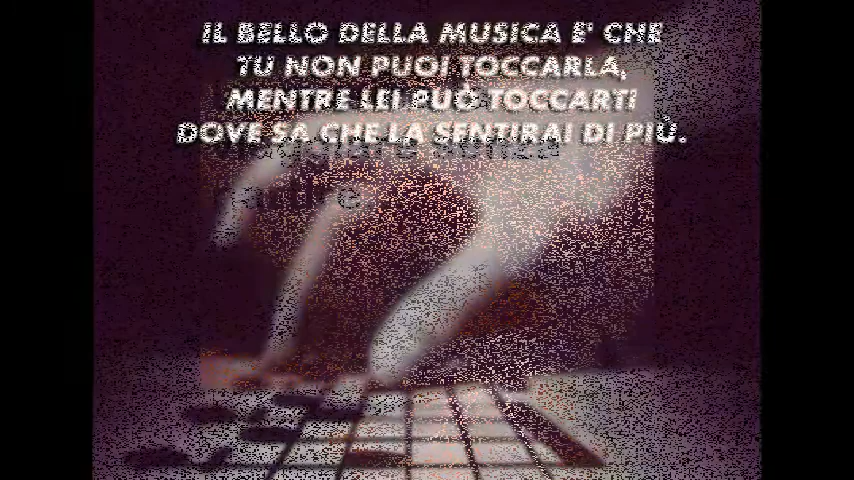 IL BELLO DELLA MUSICA E' CHE
TU NON PUOI TOCCARLA,
MENTRE LEI PUÒ TOCCARTI
DOVE SA CHE LA SENTIRAI DI PIÙ.